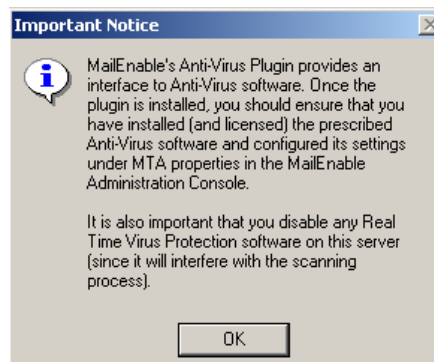 Important Notice
MailEnable's Anti-Virus Plugin provides an
interface to Anti-Virus software. Once the
plugin is installed, you should ensure that you
have installed (and licensed) the prescribed
Anti-Virus software and configured its settings
under MTA properties in the MailEnable
Administration Console.
It is also important that you disable any Real
Time Virus Protection software on this server
(since it will interfere with the scanning
process).
OK